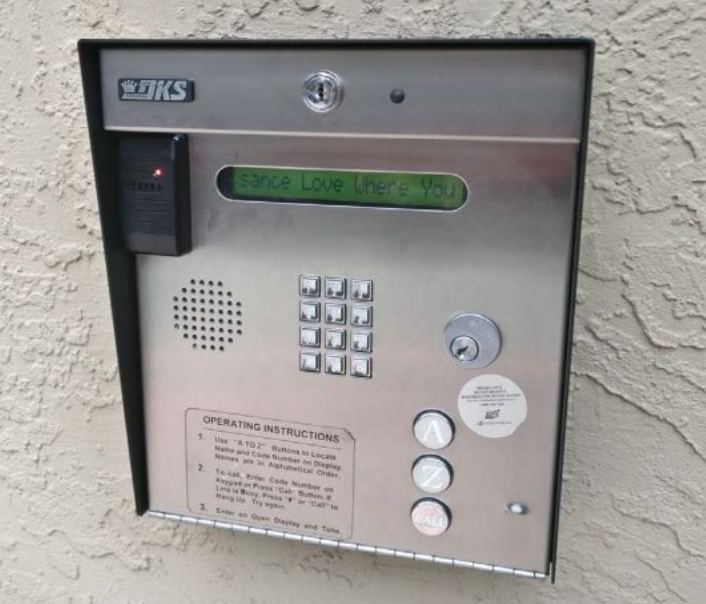 DKS
sance Love Where You
OPERATING INSTRUCTIONS
1. Use "A TO Z" Buttons to Locate
Name and Code Number on Display.
Names are in Alphabetical Order.
2. To call, Enter Code Number on
Keypad or Press "Call" Button. If
Line is Busy, Press "#" or "Call" to
Hang Up. Try again.
3. Enter on Open Display and Tone.
A
Z
CALL